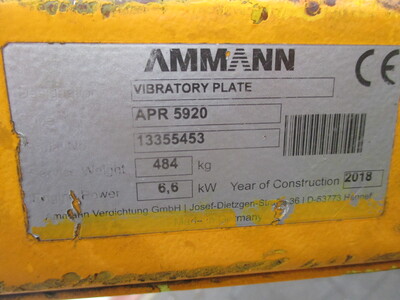 AMMANN CE
VIBRATORY PLATE
APR 5920
13355453
Weight 484 kg
Power 6,6 kW Year of Construction 2018
Verdichtung GmbH | Josef-Dietzgen-Straße 36 | D-53773 Hennef